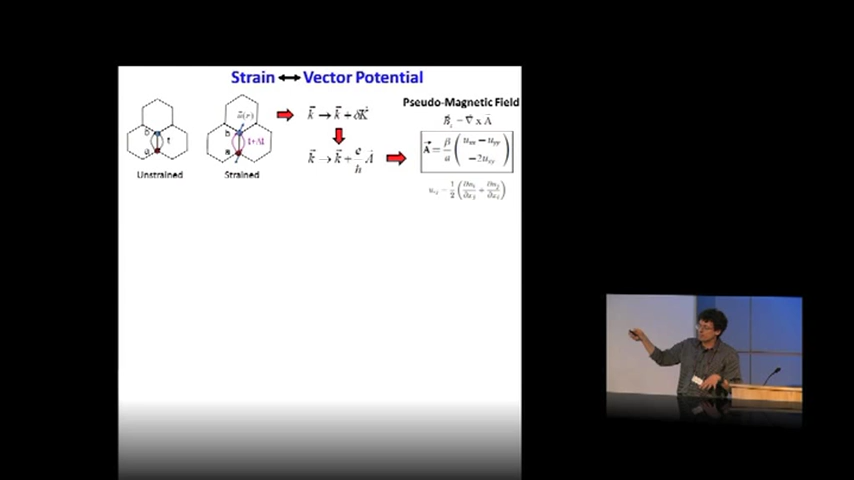 Strain ↔ Vector Potential
Pseudo-Magnetic Field
b
t
a
Unstrained
u(r)
b
t+Δt
a
Strained
k⃗ → k⃗ + δK⃗
k⃗ → k⃗ + e/h A⃗
A⃗ = β/a ( u_xx − u_yy
−2u_xy )